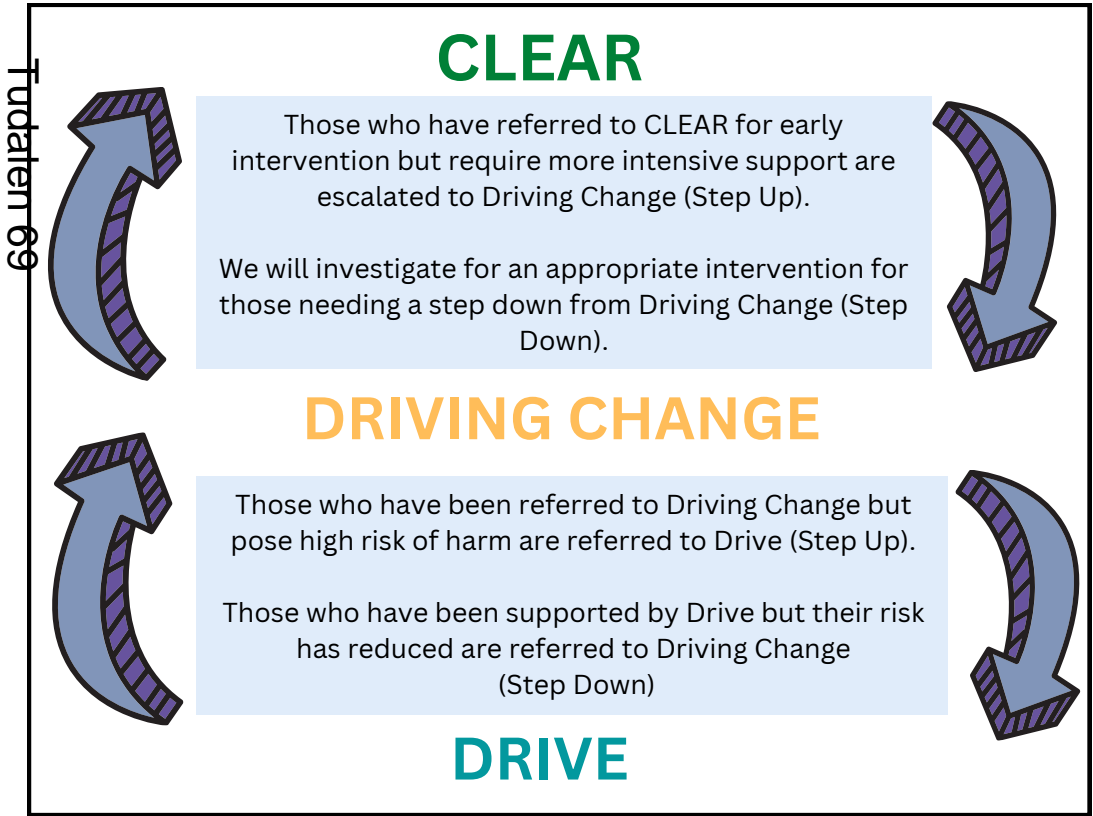 Tudalen 69
CLEAR
Those who have referred to CLEAR for early
intervention but require more intensive support are
escalated to Driving Change (Step Up).
We will investigate for an appropriate intervention for
those needing a step down from Driving Change (Step
Down).
DRIVING CHANGE
Those who have been referred to Driving Change but
pose high risk of harm are referred to Drive (Step Up).
Those who have been supported by Drive but their risk
has reduced are referred to Driving Change
(Step Down)
DRIVE